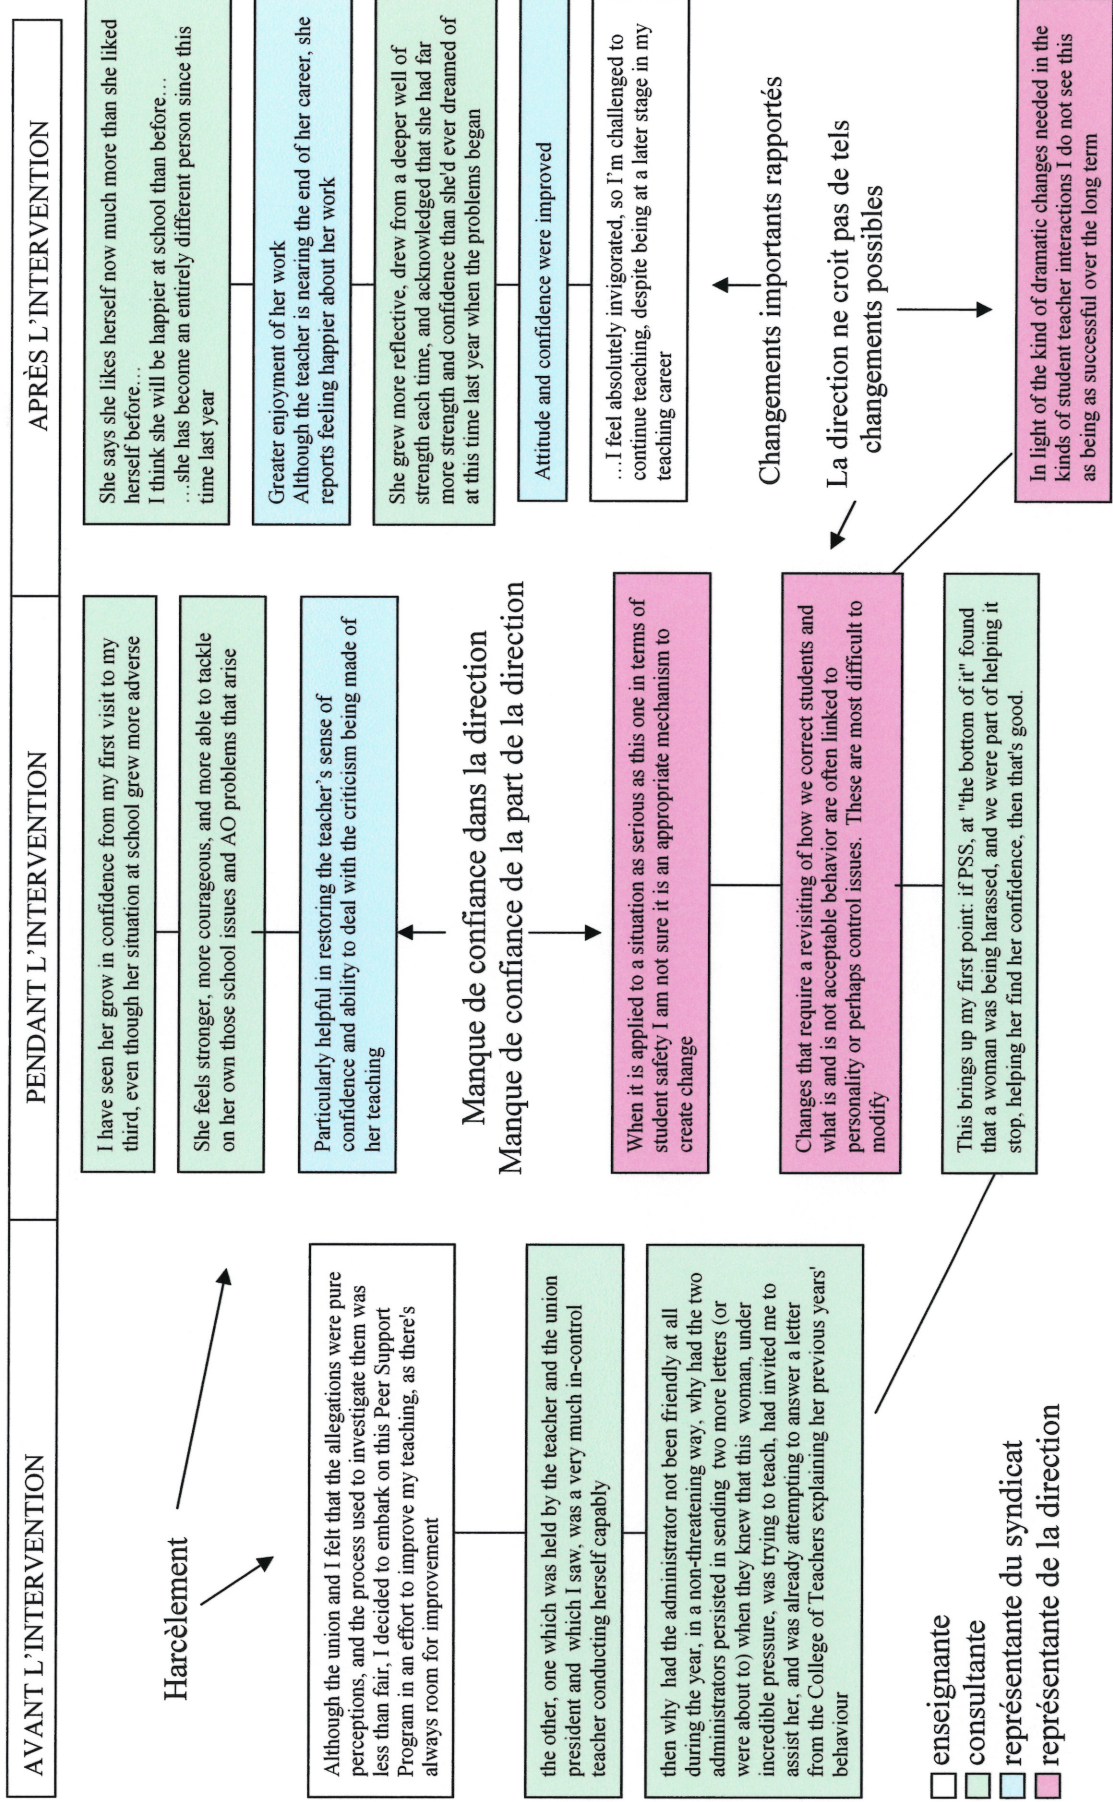 AVANT L’INTERVENTION
PENDANT L’INTERVENTION
APRÈS L’INTERVENTION
Harcèlement
Although the union and I felt that the allegations were pure
perceptions, and the process used to investigate them was
less than fair, I decided to embark on this Peer Support
Program in an effort to improve my teaching, as there's
always room for improvement
the other, one which was held by the teacher and the union
president and which I saw, was a very much in-control
teacher conducting herself capably
then why had the administrator not been friendly at all
during the year, in a non-threatening way, why had the two
administrators persisted in sending two more letters (or
were about to) when they knew that this woman, under
incredible pressure, was trying to teach, had invited me to
assist her, and was already attempting to answer a letter
from the College of Teachers explaining her previous years'
behaviour
I have seen her grow in confidence from my first visit to my
third, even though her situation at school grew more adverse
She feels stronger, more courageous, and more able to tackle
on her own those school issues and AO problems that arise
Particularly helpful in restoring the teacher’s sense of
confidence and ability to deal with the criticism being made of
her teaching
Manque de confiance dans la direction
Manque de confiance de la part de la direction
When it is applied to a situation as serious as this one in terms of
student safety I am not sure it is an appropriate mechanism to
create change
Changes that require a revisiting of how we correct students and
what is and is not acceptable behavior are often linked to
personality or perhaps control issues. These are most difficult to
modify
This brings up my first point: if PSS, at "the bottom of it" found
that a woman was being harassed, and we were part of helping it
stop, helping her find her confidence, then that's good.
She says she likes herself now much more than she liked
herself before…
I think she will be happier at school than before…
…she has become an entirely different person since this
time last year
Greater enjoyment of her work
Although the teacher is nearing the end of her career, she
reports feeling happier about her work
She grew more reflective, drew from a deeper well of
strength each time, and acknowledged that she had far
more strength and confidence than she'd ever dreamed of
at this time last year when the problems began
Attitude and confidence were improved
…I feel absolutely invigorated, so I’m challenged to
continue teaching, despite being at a later stage in my
teaching career
Changements importants rapportés
La direction ne croit pas de tels
changements possibles
In light of the kind of dramatic changes needed in the
kinds of student teacher interactions I do not see this
as being as successful over the long term
enseignante
consultante
représentante du syndicat
représentante de la direction